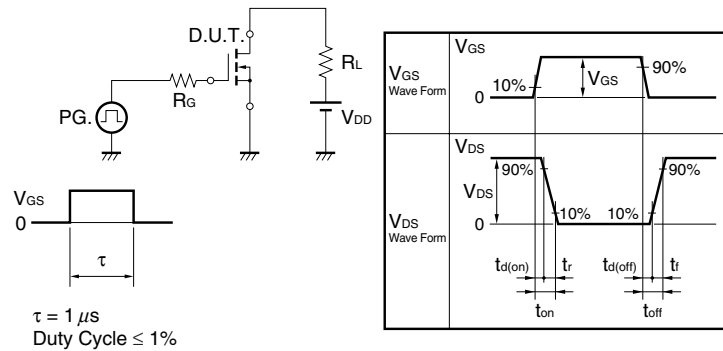 D.U.T.
RL
RG
PG.
VDD
VGS
0
τ
τ = 1 μs
Duty Cycle ≤ 1%
VGS
Wave Form
VGS
10%
VGS
90%
0
VDS
Wave Form
VDS
90%
VDS
90%
10%
10%
0
td(on)
tr
td(off)
tf
ton
toff